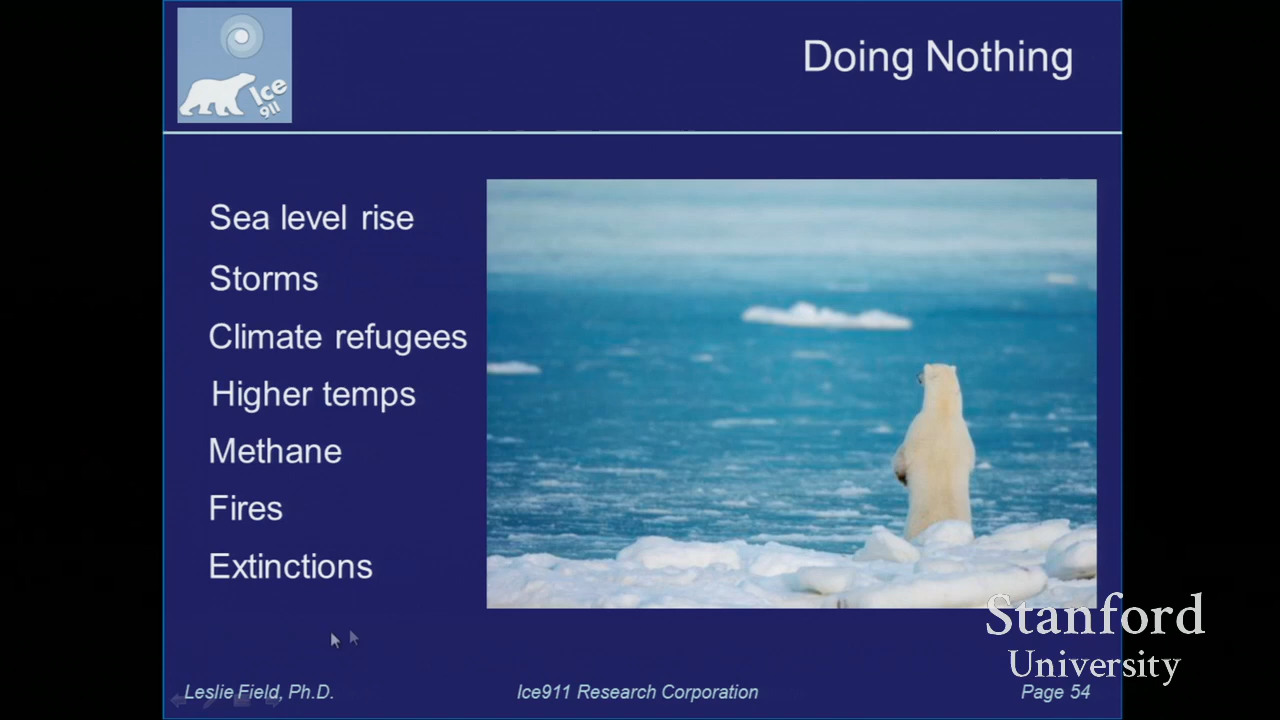 Ice
911
Doing Nothing
Sea level rise
Storms
Climate refugees
Higher temps
Methane
Fires
Extinctions
Stanford
University
Leslie Field, Ph.D.
Ice911 Research Corporation
Page 54